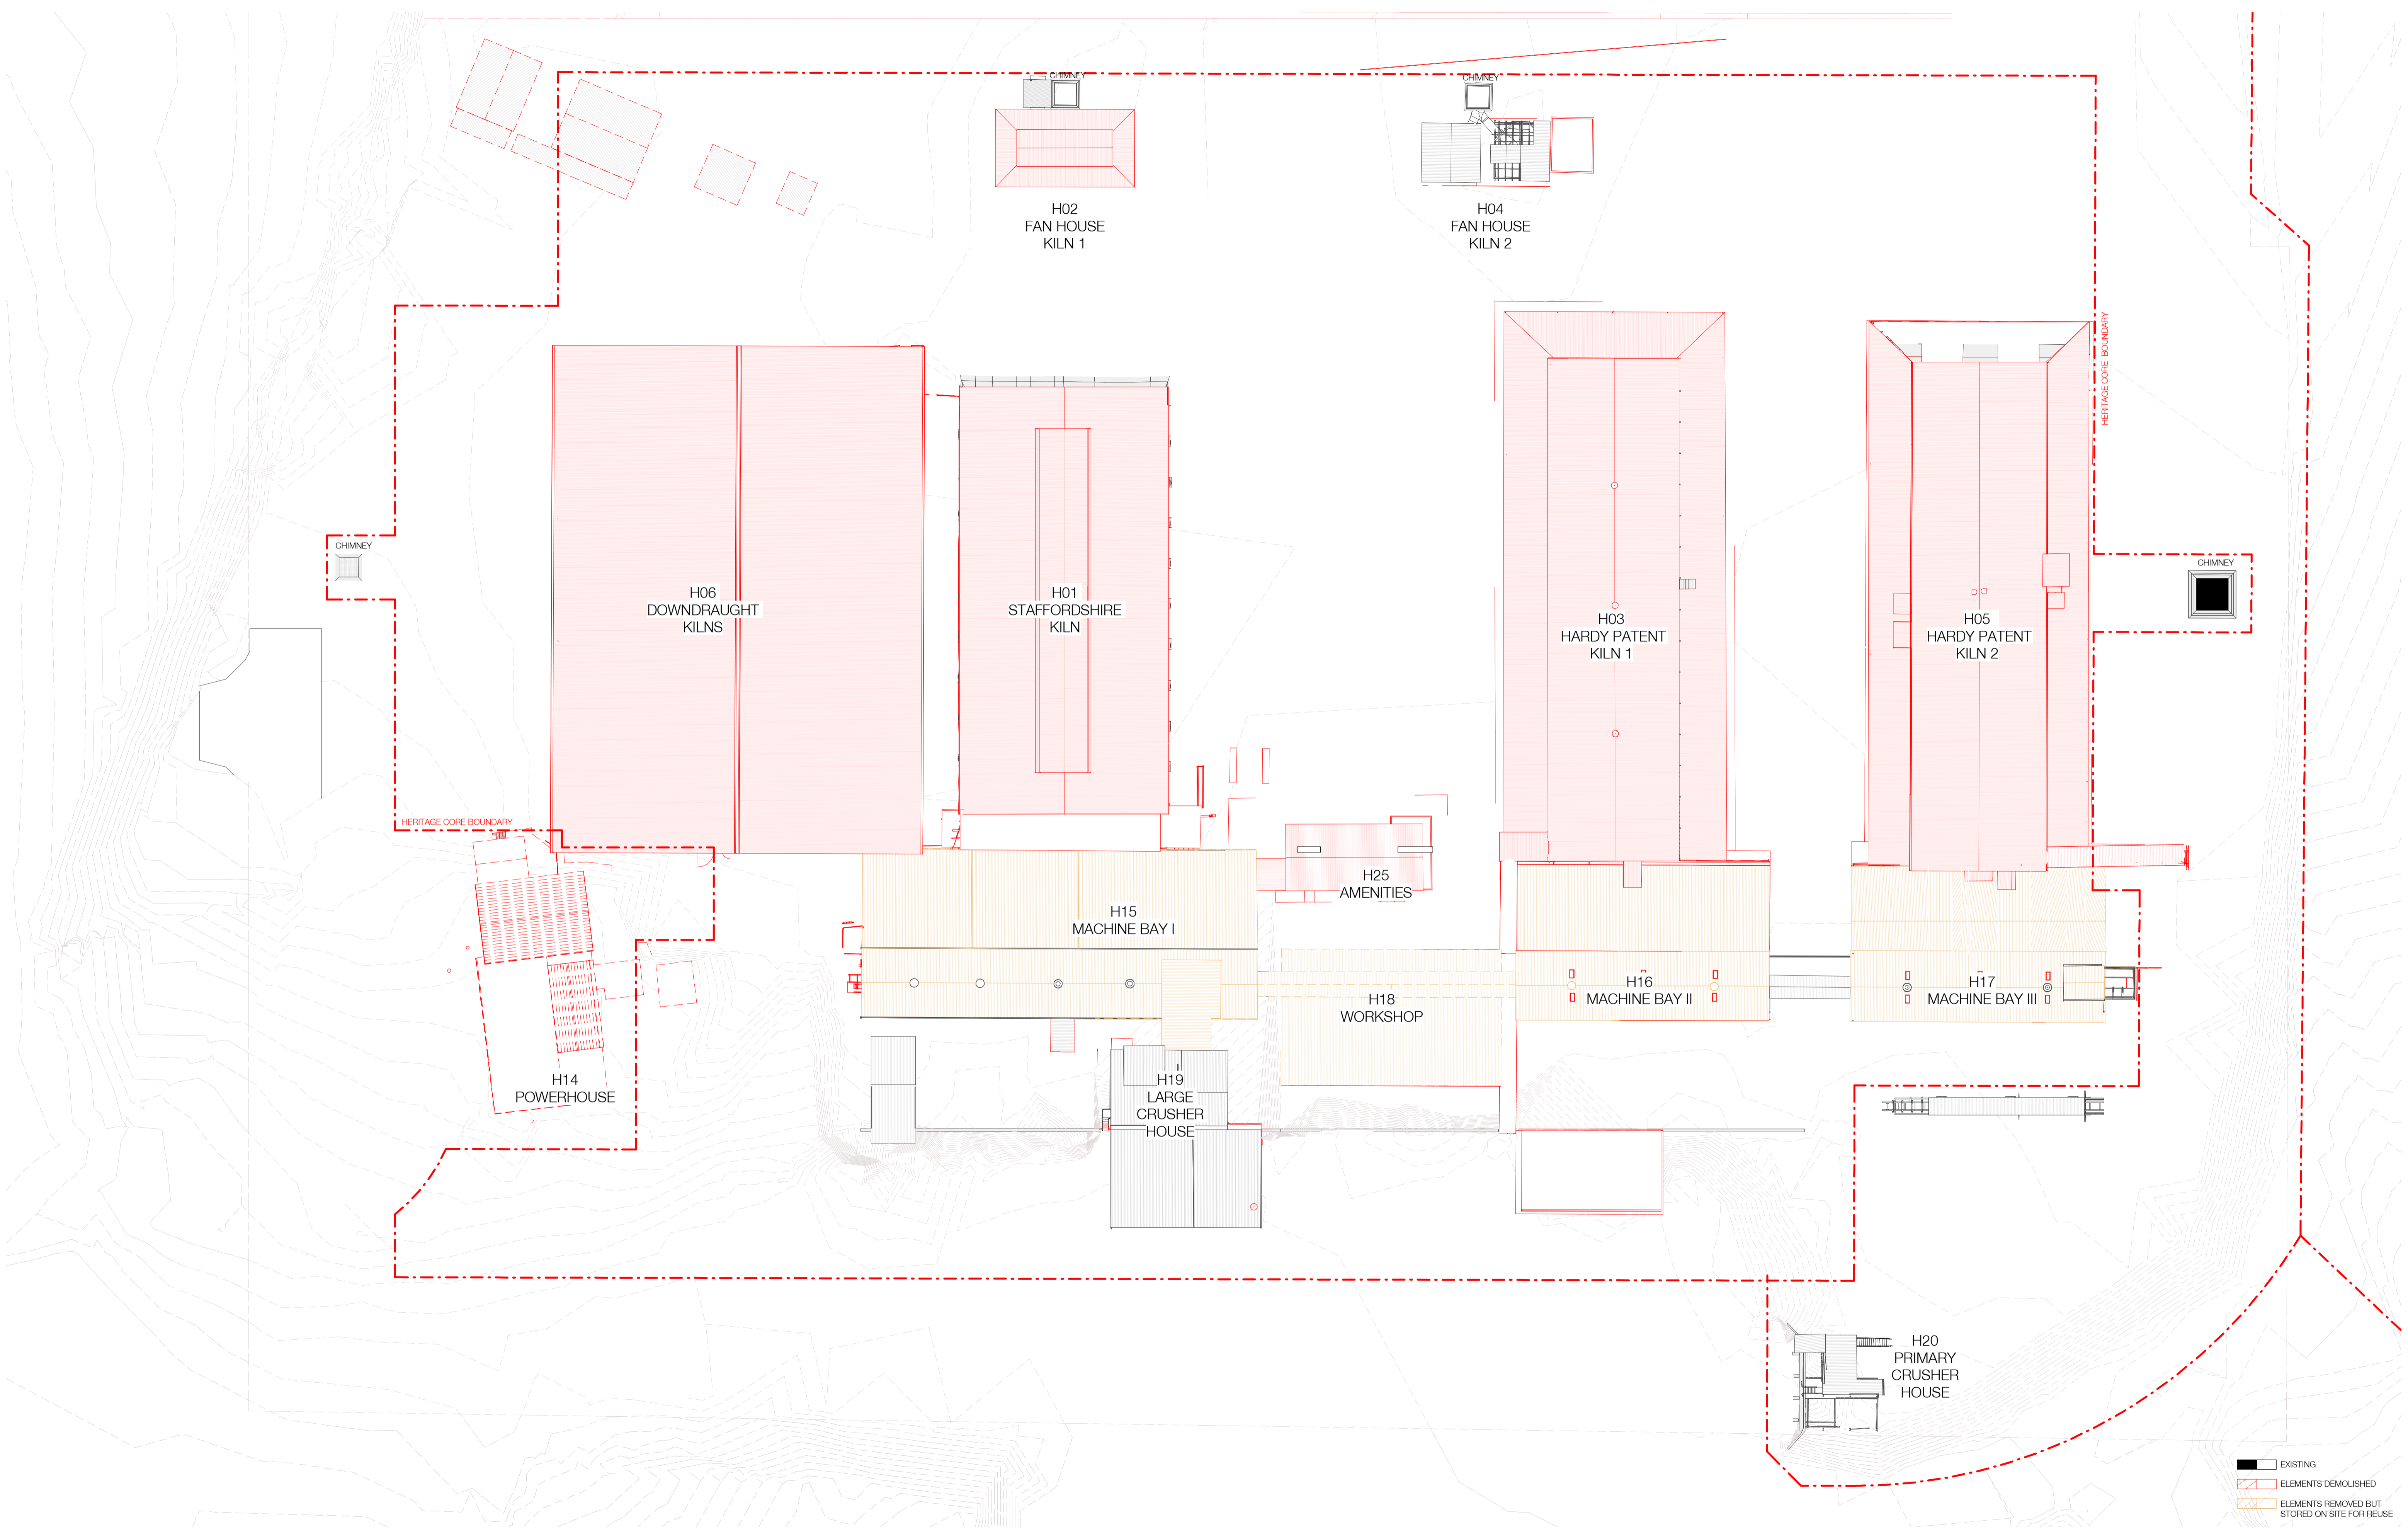 CHIMNEY
CHIMNEY
H02
FAN HOUSE
KILN 1
H04
FAN HOUSE
KILN 2
HERITAGE CORE BOUNDARY
CHIMNEY
CHIMNEY
H06
DOWNDRAUGHT
KILNS
H01
STAFFORDSHIRE
KILN
H03
HARDY PATENT
KILN 1
H05
HARDY PATENT
KILN 2
HERITAGE CORE BOUNDARY
H25
AMENITIES
H15
MACHINE BAY I
H18
WORKSHOP
H16
MACHINE BAY II
H17
MACHINE BAY III
H14
POWERHOUSE
H19
LARGE
CRUSHER
HOUSE
H20
PRIMARY
CRUSHER
HOUSE
EXISTING
ELEMENTS DEMOLISHED
ELEMENTS REMOVED BUT
STORED ON SITE FOR REUSE